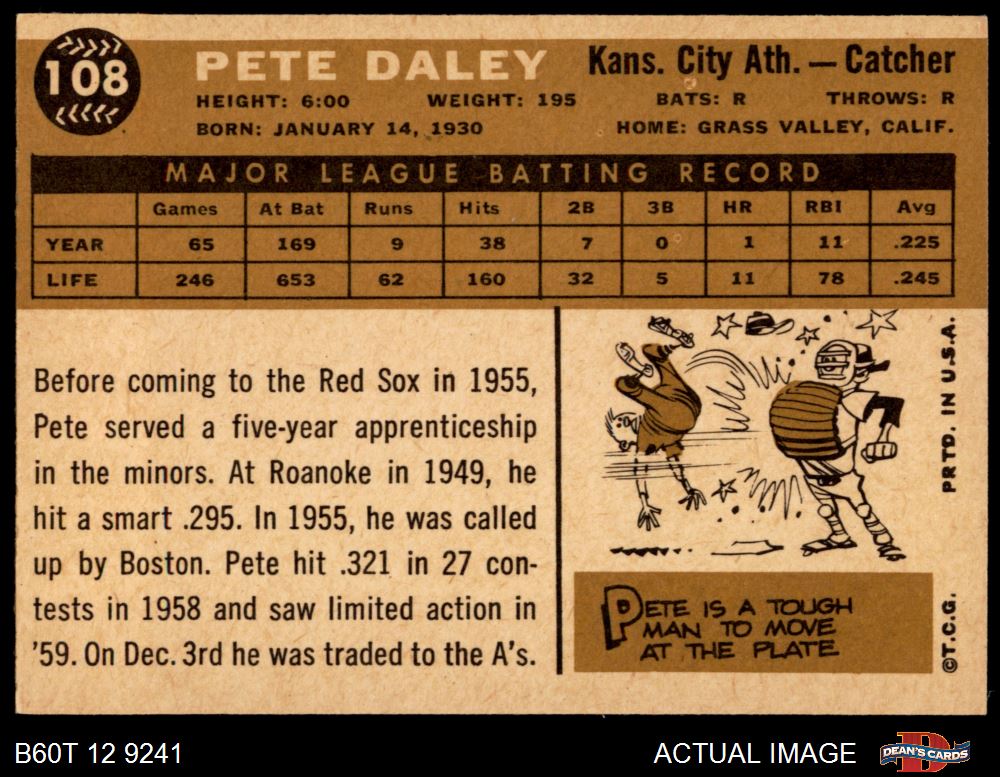 108
PETE DALEY
Kans. City Ath. — Catcher
HEIGHT: 6:00 WEIGHT: 195 BATS: R THROWS: R
BORN: JANUARY 14, 1930 HOME: GRASS VALLEY, CALIF.
MAJOR LEAGUE BATTING RECORD
Games At Bat Runs Hits 2B 3B HR RBI Avg
YEAR 65 169 9 38 7 0 1 11 .225
LIFE 246 653 62 160 32 5 11 78 .245
Before coming to the Red Sox in 1955,
Pete served a five-year apprenticeship
in the minors. At Roanoke in 1949, he
hit a smart .295. In 1955, he was called
up by Boston. Pete hit .321 in 27 con-
tests in 1958 and saw limited action in
'59. On Dec. 3rd he was traded to the A's.
PETE IS A TOUGH
MAN TO MOVE
AT THE PLATE
©T.C.G. PRTD. IN U.S.A.
B60T 12 9241
ACTUAL IMAGE
DEAN'S CARDS